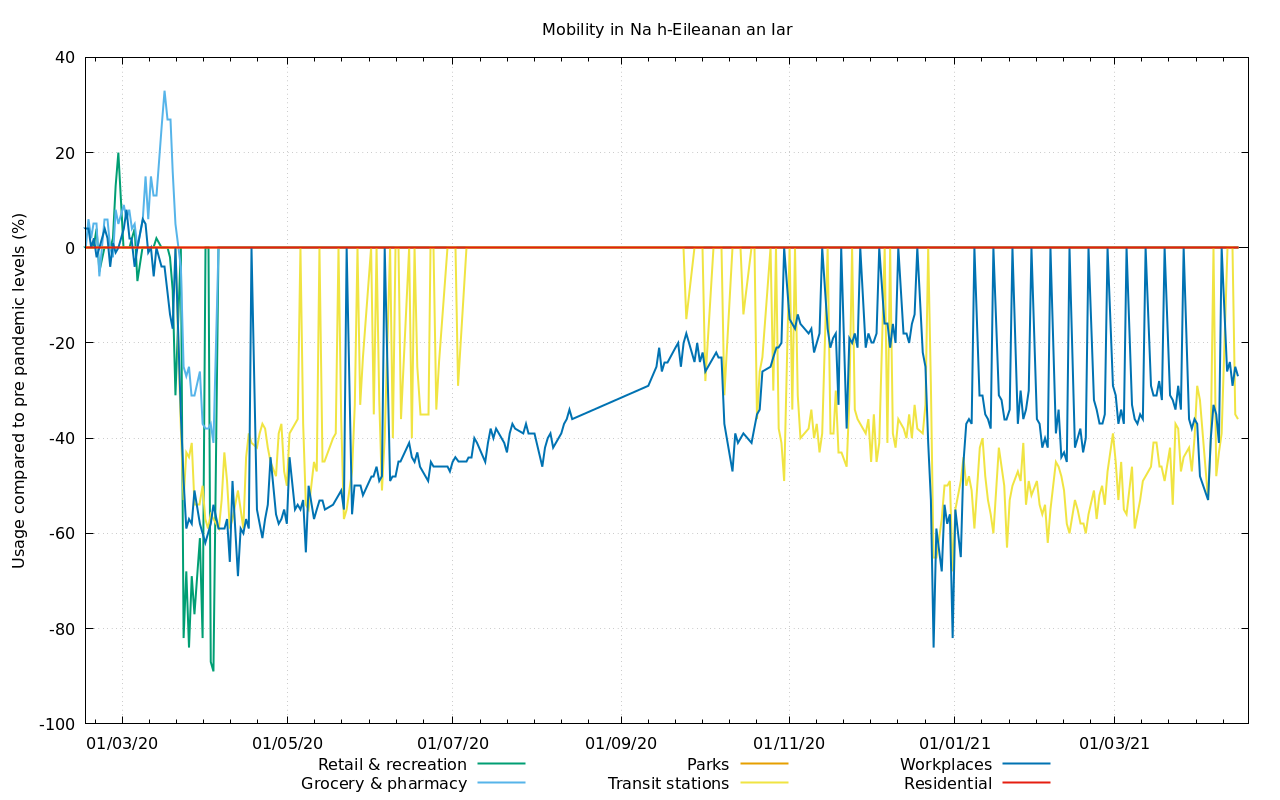 Mobility in Na h-Eileanan an Iar
Usage compared to pre pandemic levels (%)
40
20
0
-20
-40
-60
-80
-100
01/03/20 01/05/20 01/07/20 01/09/20 01/11/20 01/01/21 01/03/21
Retail & recreation Parks Workplaces
Grocery & pharmacy Transit stations Residential